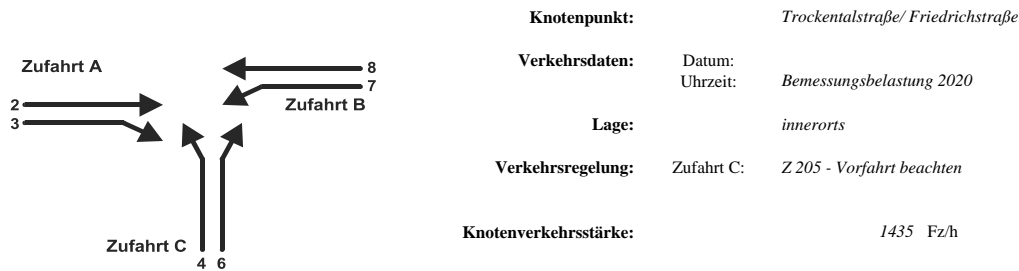 Knotenpunkt: Trockentalstraße/ Friedrichstraße
Zufahrt A
8
7
Zufahrt B
2
3
Zufahrt C
4 6
Verkehrsdaten: Datum:
Uhrzeit: Bemessungsbelastung 2020
Lage: innerorts
Verkehrsregelung: Zufahrt C: Z 205 - Vorfahrt beachten
Knotenverkehrsstärke: 1435 Fz/h